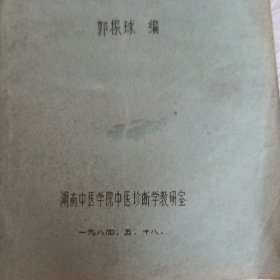 郭振球 编
湖南中医学院中医诊断学教研室
一九八四．五．十八．